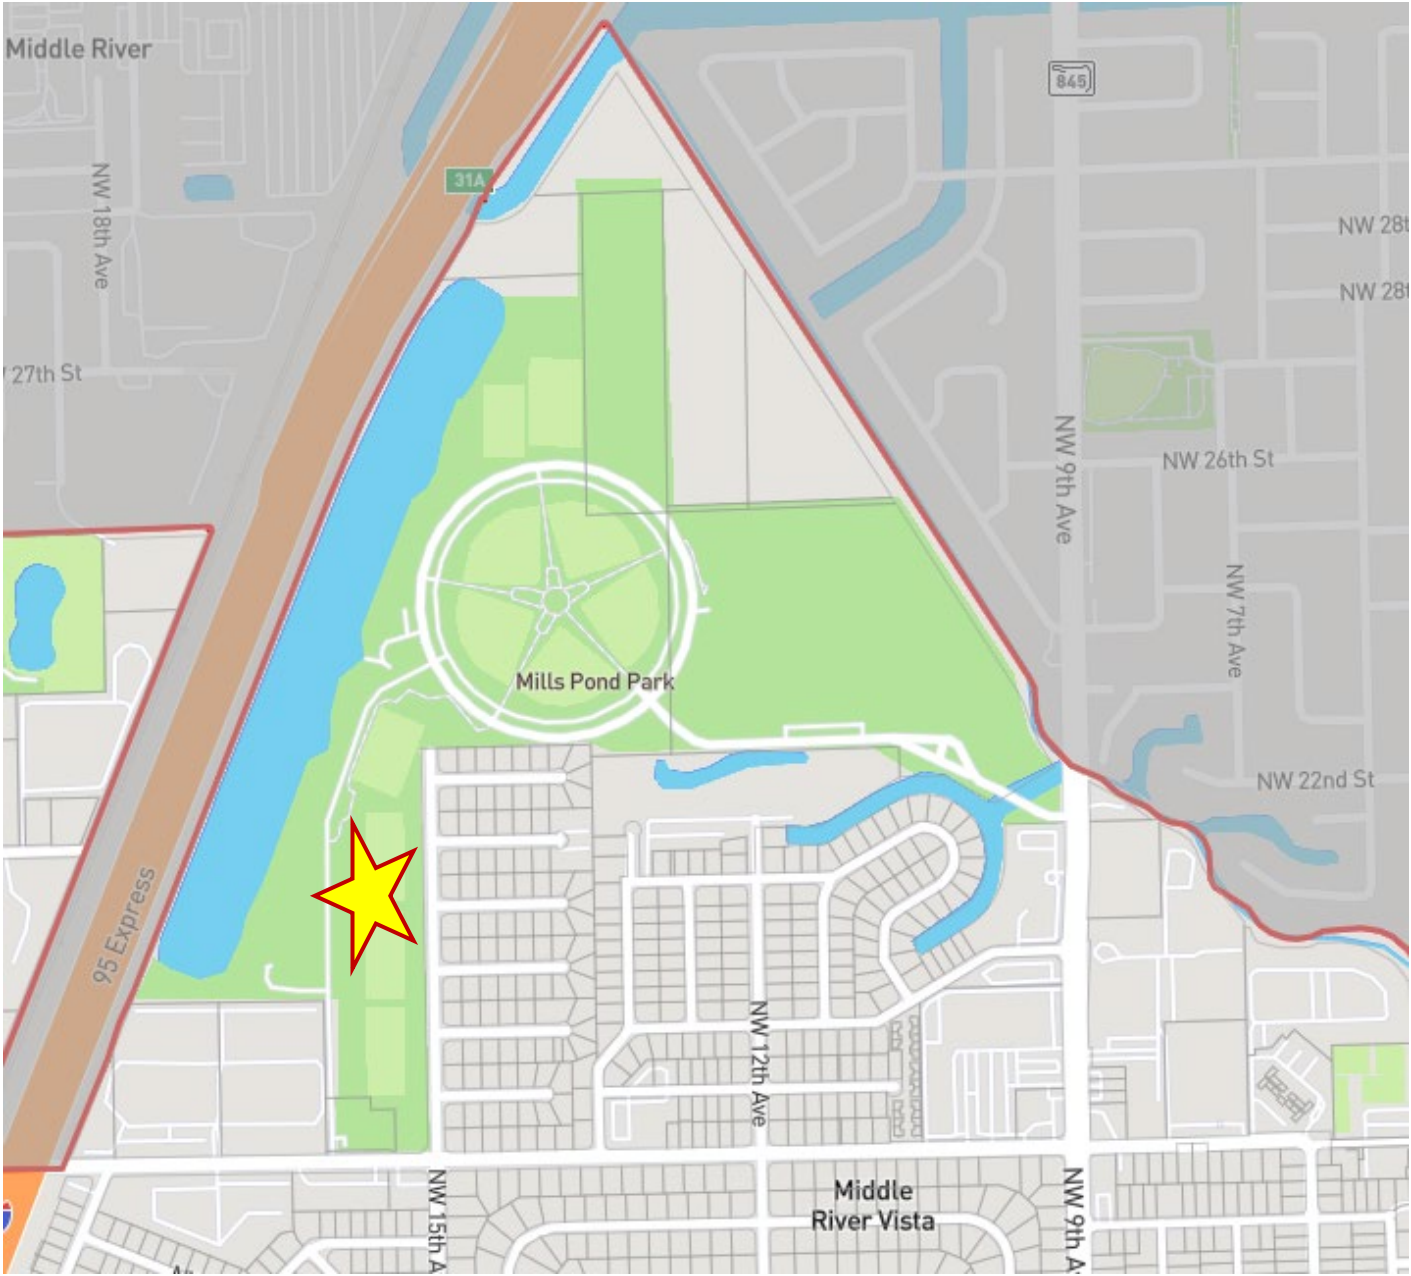 Middle River
845
31A
NW 18th Ave
NW 28t
NW 28t
27th St
NW 9th Ave
NW 26th St
NW 7th Ave
Mills Pond Park
NW 22nd St
95 Express
NW 12th Ave
NW 15th A
Middle
River Vista
NW 9th A